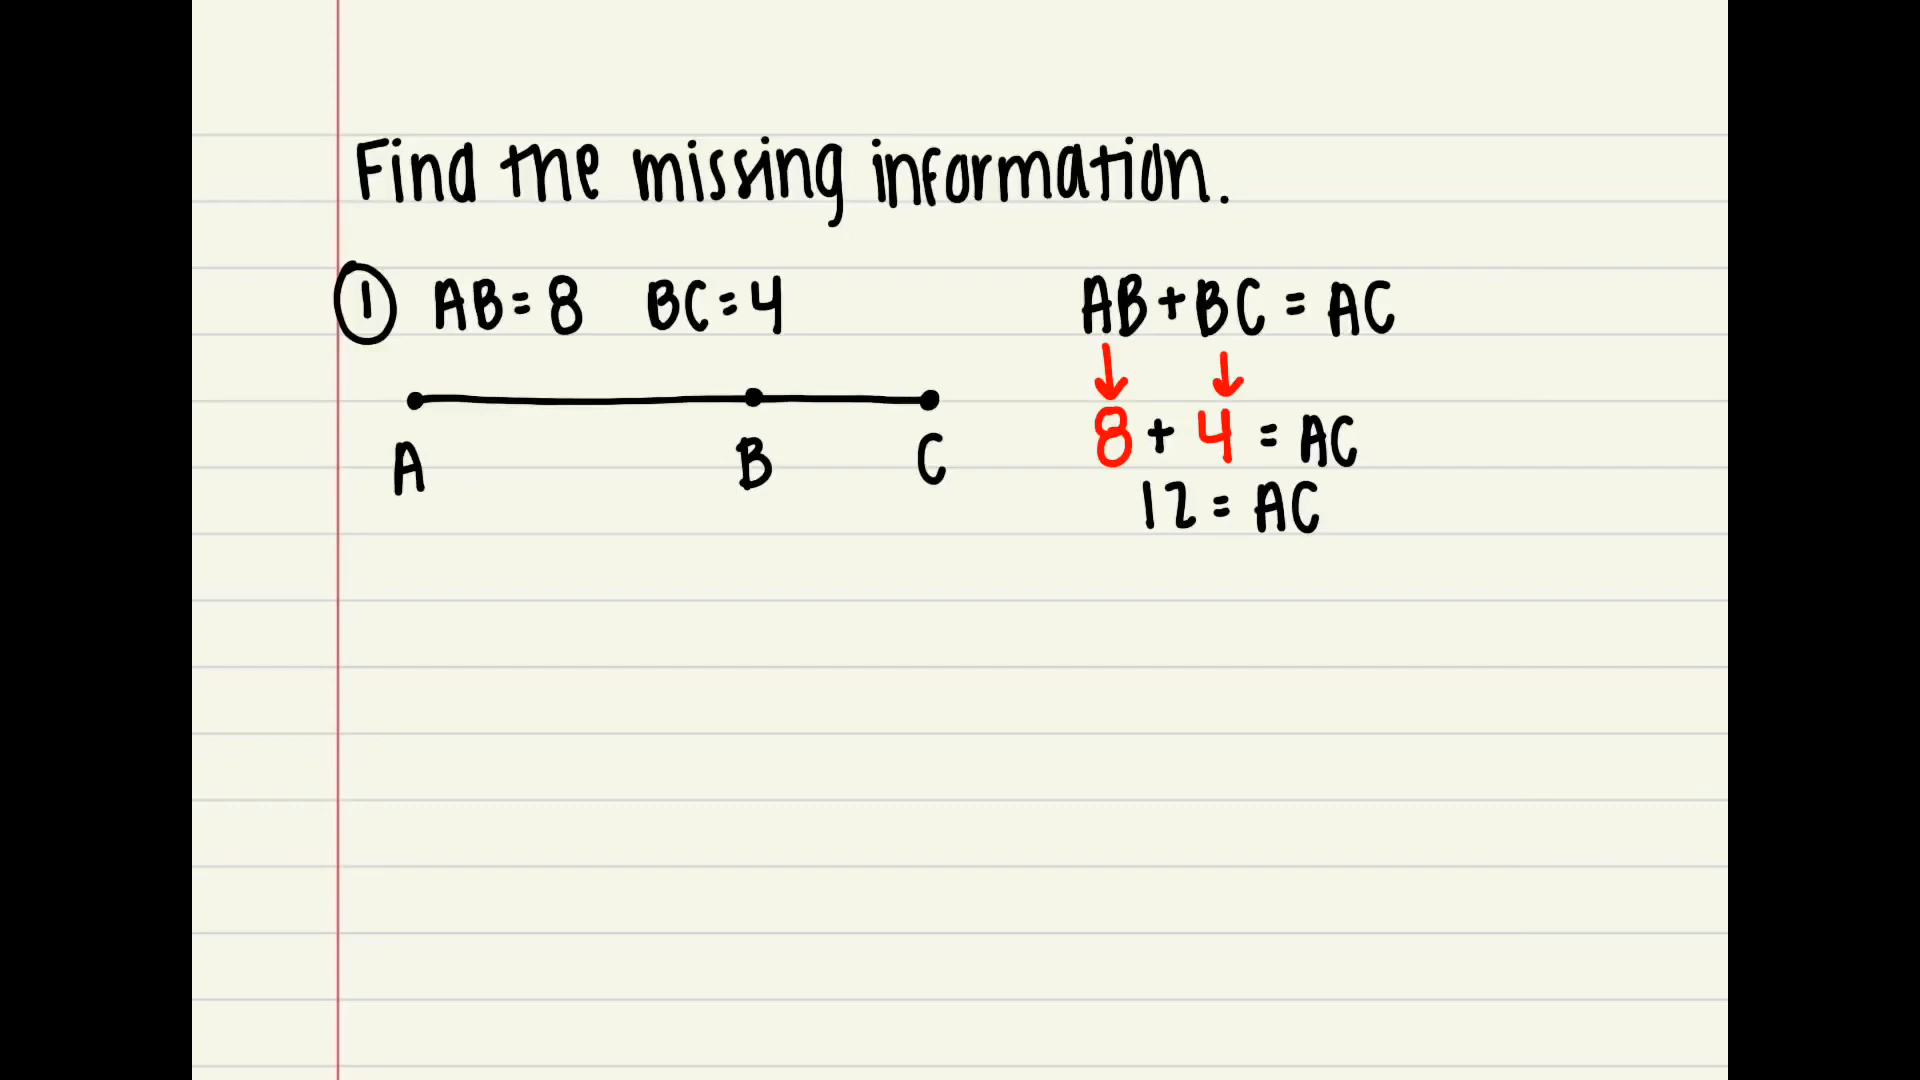 Find the missing information.
① AB=8 BC=4
A B C
AB+BC = AC
8 + 4 = AC
12 = AC